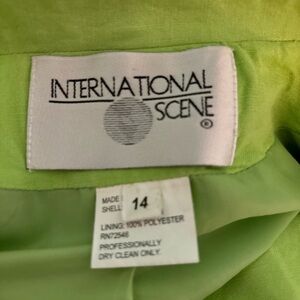 INTERNATIONAL
SCENE
®
MADE
SHELL
14
LINING: 100% POLYESTER
RN72546
PROFESSIONALLY
DRY CLEAN ONLY